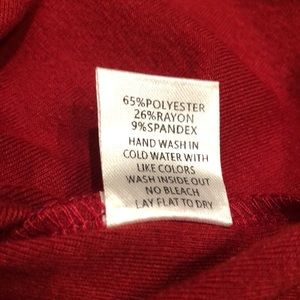 65%POLYESTER
26%RAYON
9%SPANDEX
HAND WASH IN
COLD WATER WITH
LIKE COLORS
WASH INSIDE OUT
NO BLEACH
LAY FLAT TO DRY